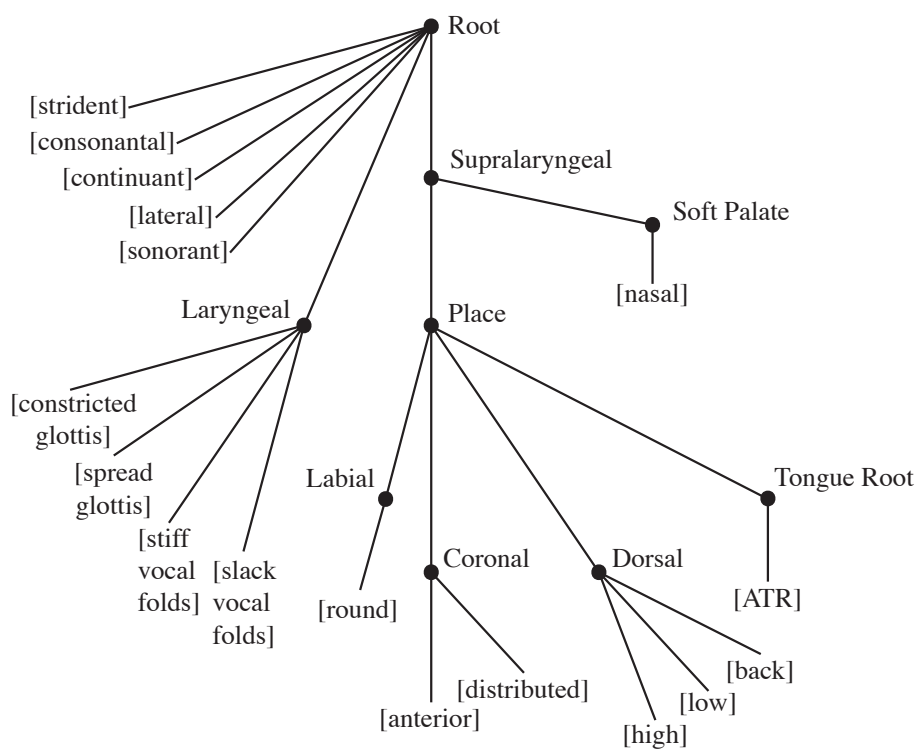 Root
[strident]
[consonantal]
[continuant]
[lateral]
[sonorant]
Supralaryngeal
Soft Palate
[nasal]
Laryngeal
Place
[constricted
glottis]
[spread
glottis]
[stiff
vocal
folds]
[slack
vocal
folds]
Labial
[round]
Coronal
[anterior]
[distributed]
Dorsal
[high]
[low]
[back]
Tongue Root
[ATR]